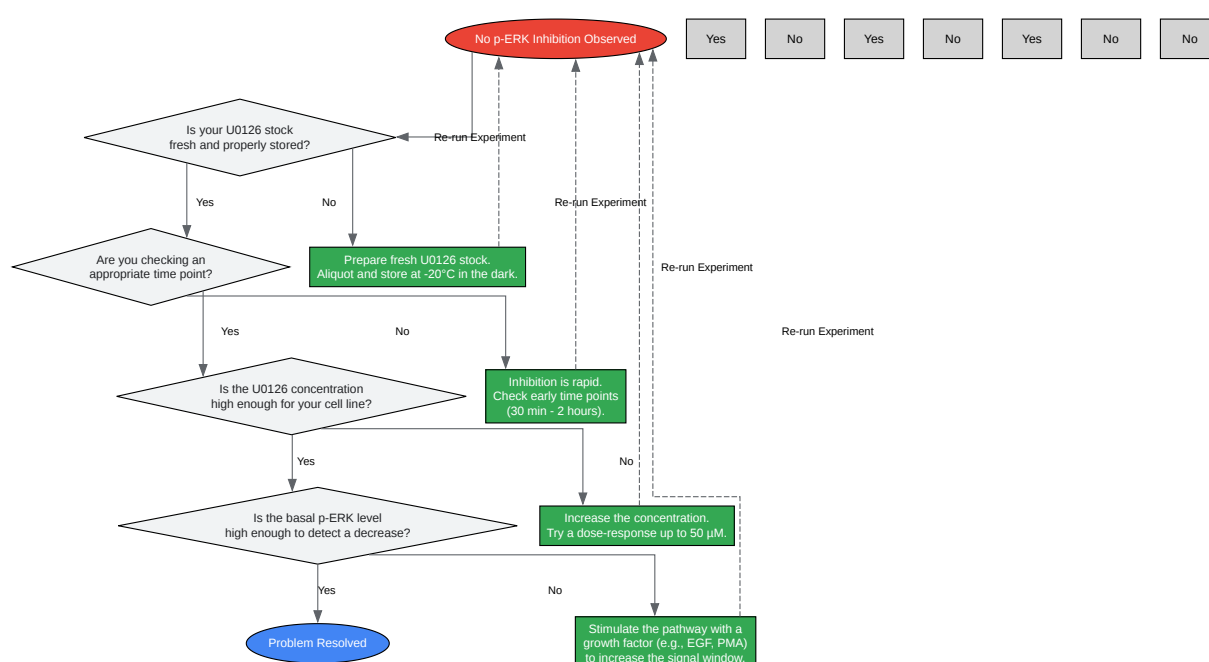 No p-ERK Inhibition Observed
Yes
No
Yes
No
Yes
No
No
Is your U0126 stock
fresh and properly stored?
Re-run Experiment
Yes
No
Re-run Experiment
Are you checking an
appropriate time point?
Prepare fresh U0126 stock.
Aliquot and store at -20°C in the dark.
Re-run Experiment
Yes
No
Re-run Experiment
Is the U0126 concentration
high enough for your cell line?
Inhibition is rapid.
Check early time points
(30 min - 2 hours).
Yes
No
Is the basal p-ERK level
high enough to detect a decrease?
Increase the concentration.
Try a dose-response up to 50 µM.
Yes
No
Problem Resolved
Stimulate the pathway with a
growth factor (e.g., EGF, PMA)
to increase the signal window.